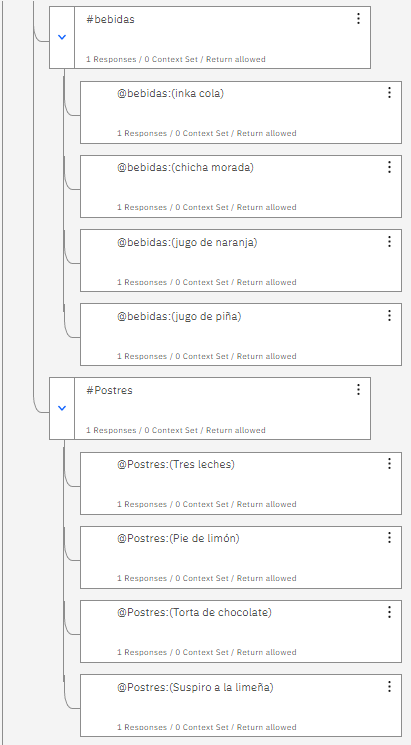 #bebidas
1 Responses / 0 Context Set / Return allowed
@bebidas:(inka cola)
1 Responses / 0 Context Set / Return allowed
@bebidas:(chicha morada)
1 Responses / 0 Context Set / Return allowed
@bebidas:(jugo de naranja)
1 Responses / 0 Context Set / Return allowed
@bebidas:(jugo de piña)
1 Responses / 0 Context Set / Return allowed
#Postres
1 Responses / 0 Context Set / Return allowed
@Postres:(Tres leches)
1 Responses / 0 Context Set / Return allowed
@Postres:(Pie de limón)
1 Responses / 0 Context Set / Return allowed
@Postres:(Torta de chocolate)
1 Responses / 0 Context Set / Return allowed
@Postres:(Suspiro a la limeña)
1 Responses / 0 Context Set / Return allowed